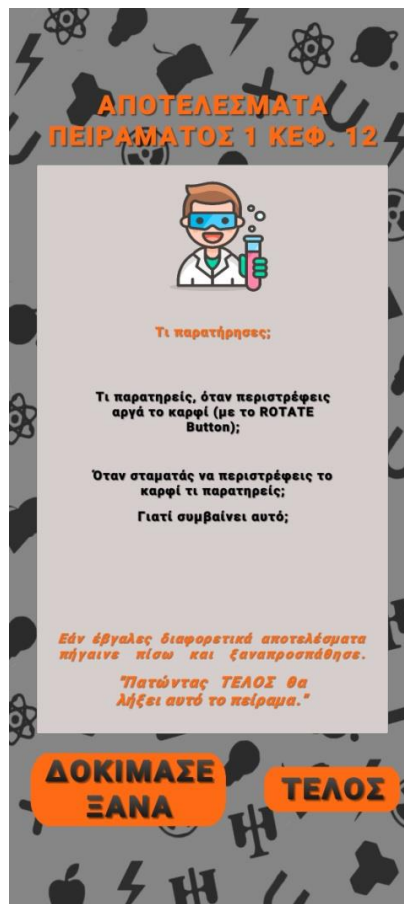 ΑΠΟΤΕΛΕΣΜΑΤΑ
ΠΕΙΡΑΜΑΤΟΣ 1 ΚΕΦ. 12
Τι παρατήρησες;
Τι παρατηρείς, όταν περιστρέφεις
αργά το καρφί (με το ROTATE
Button);
Όταν σταματάς να περιστρέφεις το
καρφί τι παρατηρείς;
Γιατί συμβαίνει αυτό;
Εάν έβγαλες διαφορετικά αποτελέσματα
πήγαινε πίσω και ξαναπροσπάθησε.
"Πατώντας ΤΕΛΟΣ θα
λήξει αυτό το πείραμα."
ΔΟΚΙΜΑΣΕ
ΞΑΝΑ
ΤΕΛΟΣ